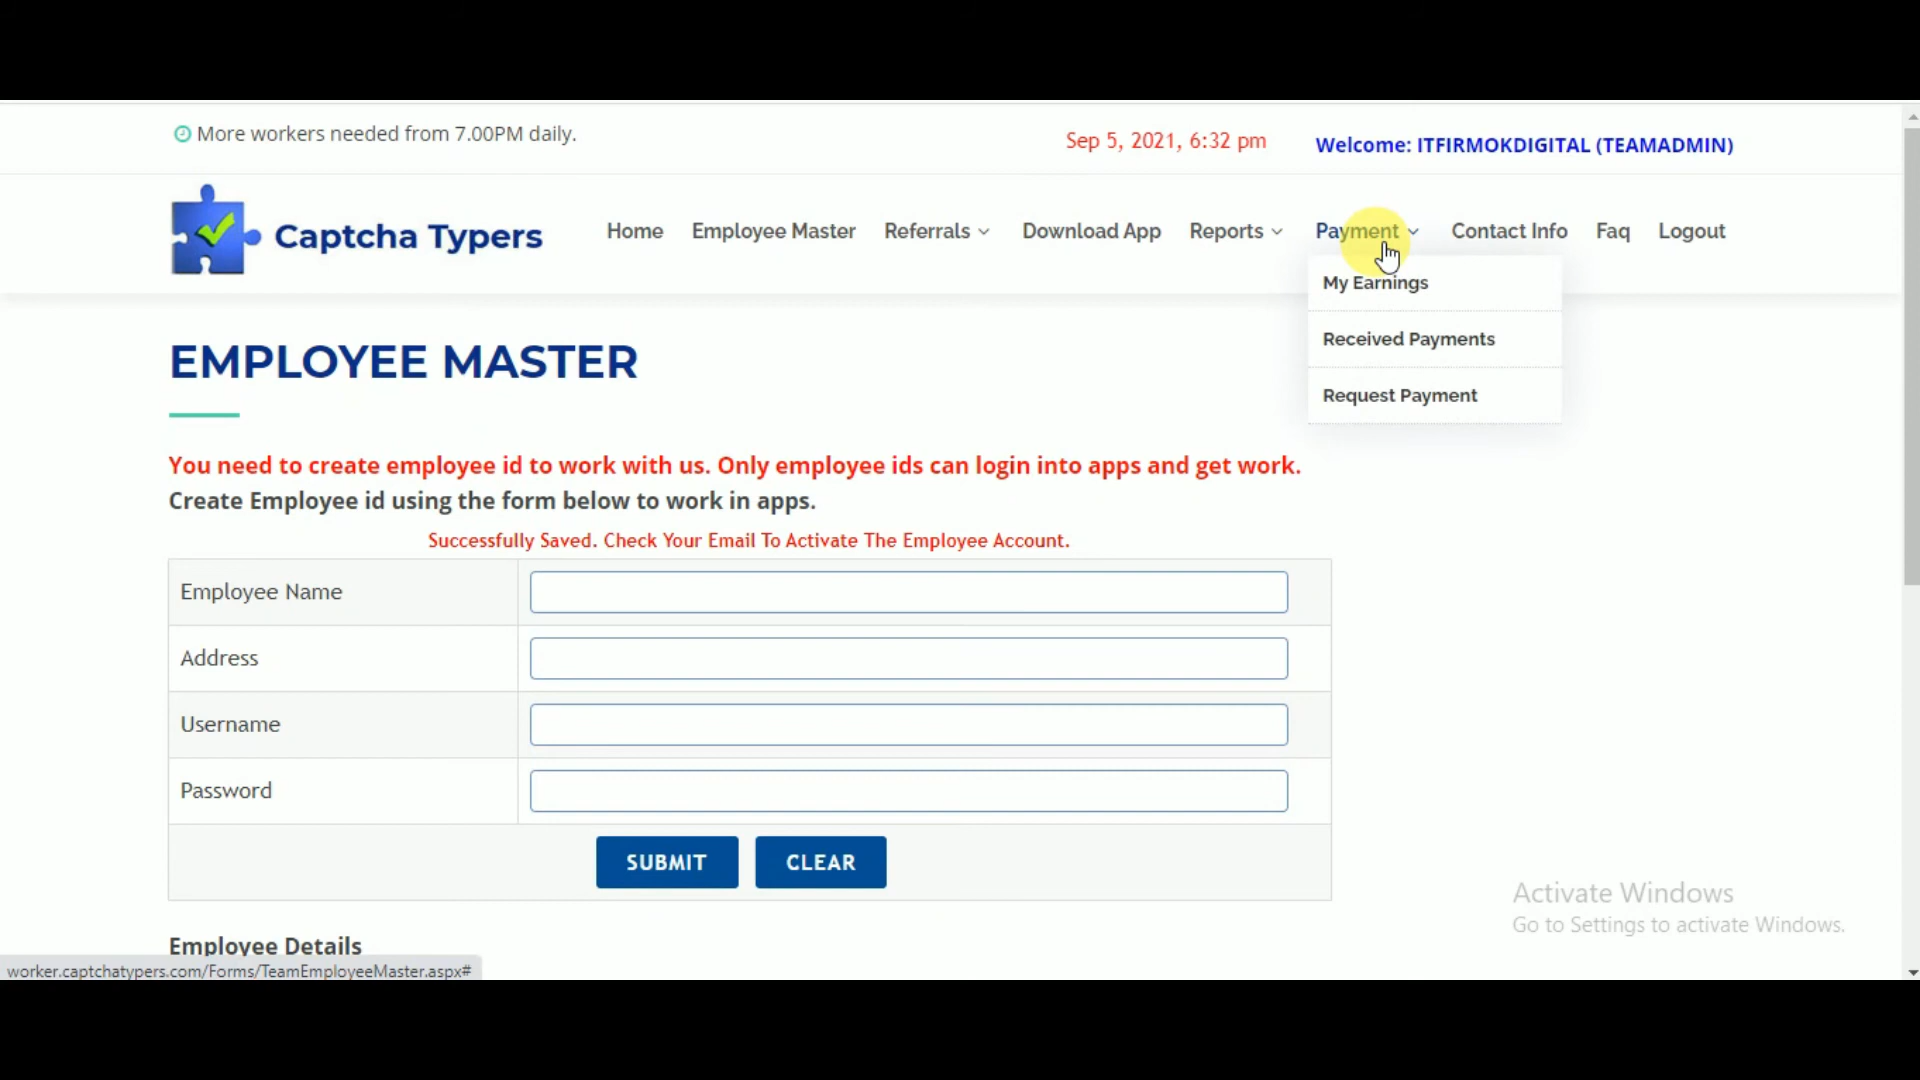 More workers needed from 7.00PM daily.
Sep 5, 2021, 6:32 pm
Welcome: ITFIRMOKDIGITAL (TEAMADMIN)
Captcha Typers
Home Employee Master Referrals Download App Reports Payment Contact Info Faq Logout
My Earnings
Received Payments
Request Payment
EMPLOYEE MASTER
You need to create employee id to work with us. Only employee ids can login into apps and get work.
Create Employee id using the form below to work in apps.
Successfully Saved. Check Your Email To Activate The Employee Account.
Employee Name
Address
Username
Password
SUBMIT CLEAR
Activate Windows
Go to Settings to activate Windows.
Employee Details
worker.captchatypers.com/Forms/TeamEmployeeMaster.aspx#